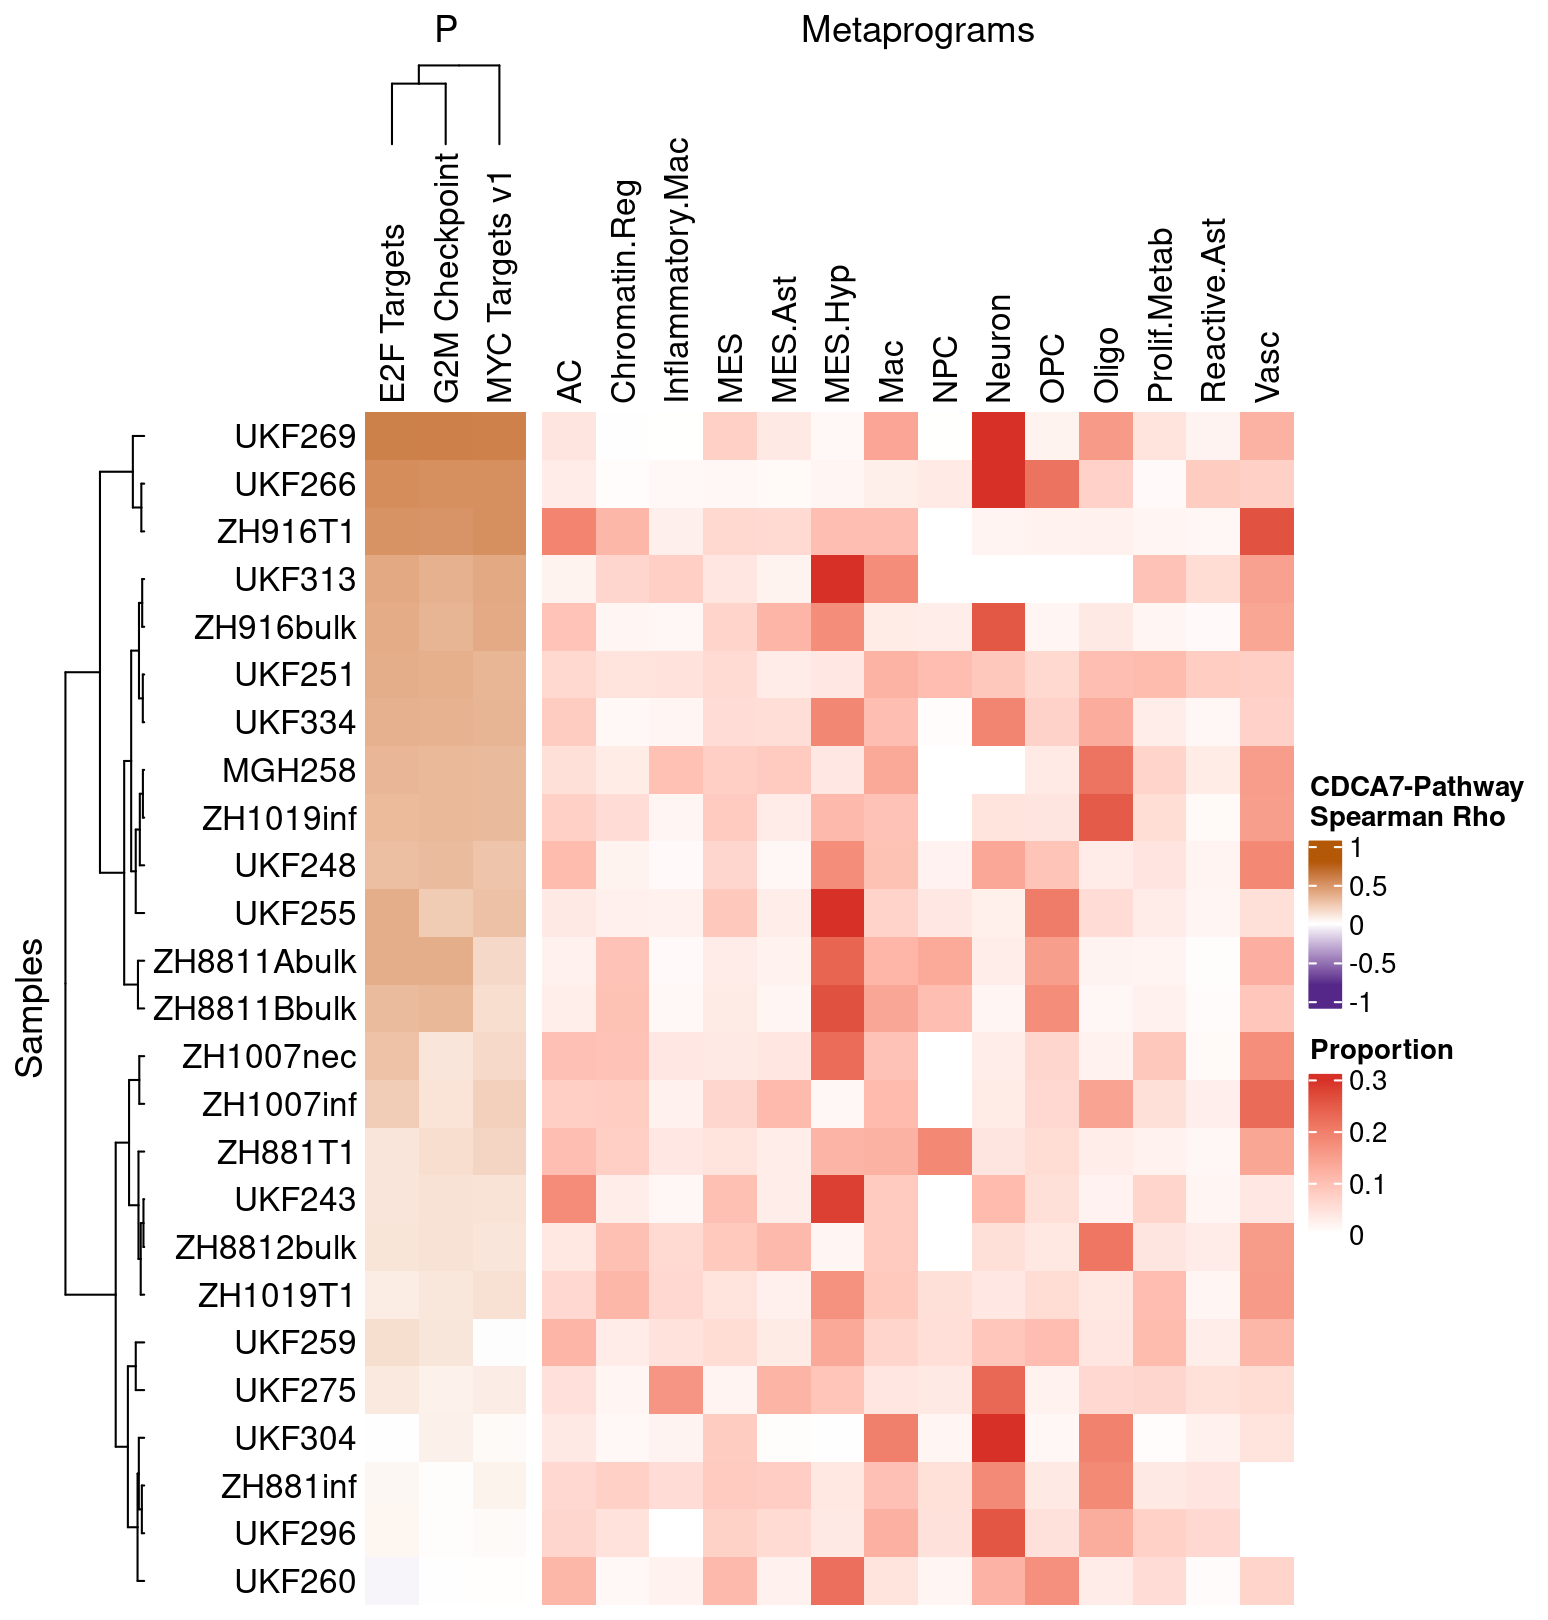 P
Metaprograms
E2F Targets
G2M Checkpoint
MYC Targets v1
AC
Chromatin.Reg
Inflammatory.Mac
MES
MES.Ast
MES.Hyp
Mac
NPC
Neuron
OPC
Oligo
Prolif.Metab
Reactive.Ast
Vasc
Samples
UKF269
UKF266
ZH916T1
UKF313
ZH916bulk
UKF251
UKF334
MGH258
ZH1019inf
UKF248
UKF255
ZH8811Abulk
ZH8811Bbulk
ZH1007nec
ZH1007inf
ZH881T1
UKF243
ZH8812bulk
ZH1019T1
UKF259
UKF275
UKF304
ZH881inf
UKF296
UKF260
CDCA7-Pathway
Spearman Rho
1
0.5
0
-0.5
-1
Proportion
0.3
0.2
0.1
0